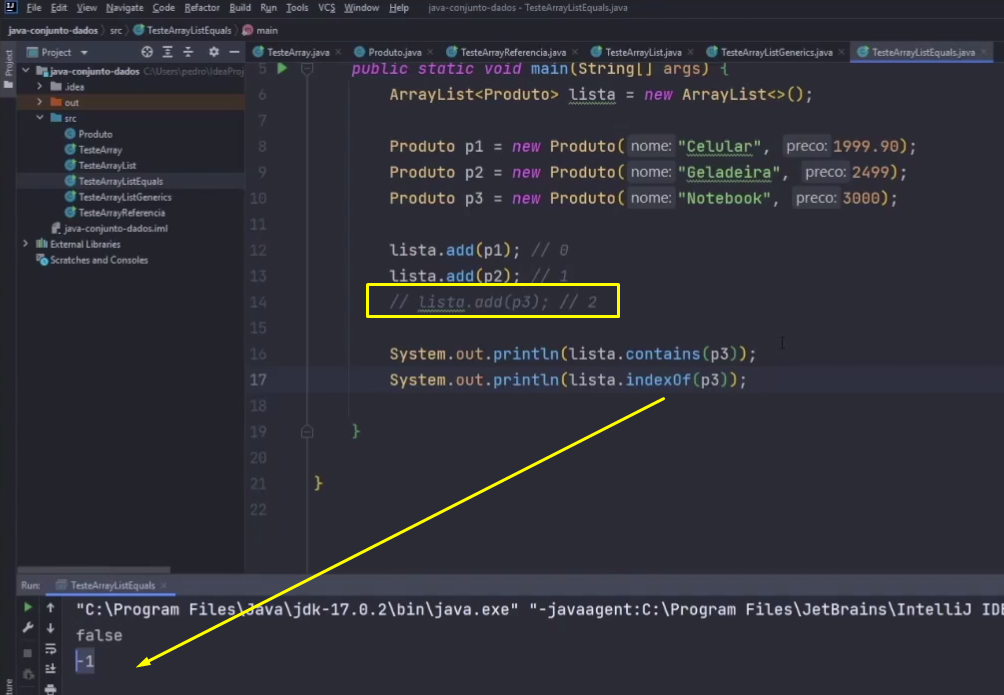 File Edit View Navigate Code Refactor Build Run Tools VCS Window Help java-conjunto-dados - TesteArrayListEquals.java
java-conjunto-dados src TesteArrayListEquals main
Project TesteArray.java Produto.java TesteArrayReferencia.java TesteArrayList.java TesteArrayListGenerics.java TesteArrayListEquals.java
Project
java-conjunto-dados C:\Users\pedro\IdeaProj
.idea
out
src
Produto
TesteArray
TesteArrayList
TesteArrayListEquals
TesteArrayListGenerics
TesteArrayReferencia
java-conjunto-dados.iml
External Libraries
Scratches and Consoles
5 public static void main(String[] args) {
6 ArrayList<Produto> lista = new ArrayList<>();
7
8 Produto p1 = new Produto( nome: "Celular", preco: 1999.90);
9 Produto p2 = new Produto( nome: "Geladeira", preco: 2499);
10 Produto p3 = new Produto( nome: "Notebook", preco: 3000);
11
12 lista.add(p1); // 0
13 lista.add(p2); // 1
14 // lista.add(p3); // 2
15
16 System.out.println(lista.contains(p3));
17 System.out.println(lista.indexOf(p3));
18
19 }
20
21 }
22
Run: TesteArrayListEquals
"C:\Program Files\Java\jdk-17.0.2\bin\java.exe" "-javaagent:C:\Program Files\JetBrains\IntelliJ IDE
false
-1